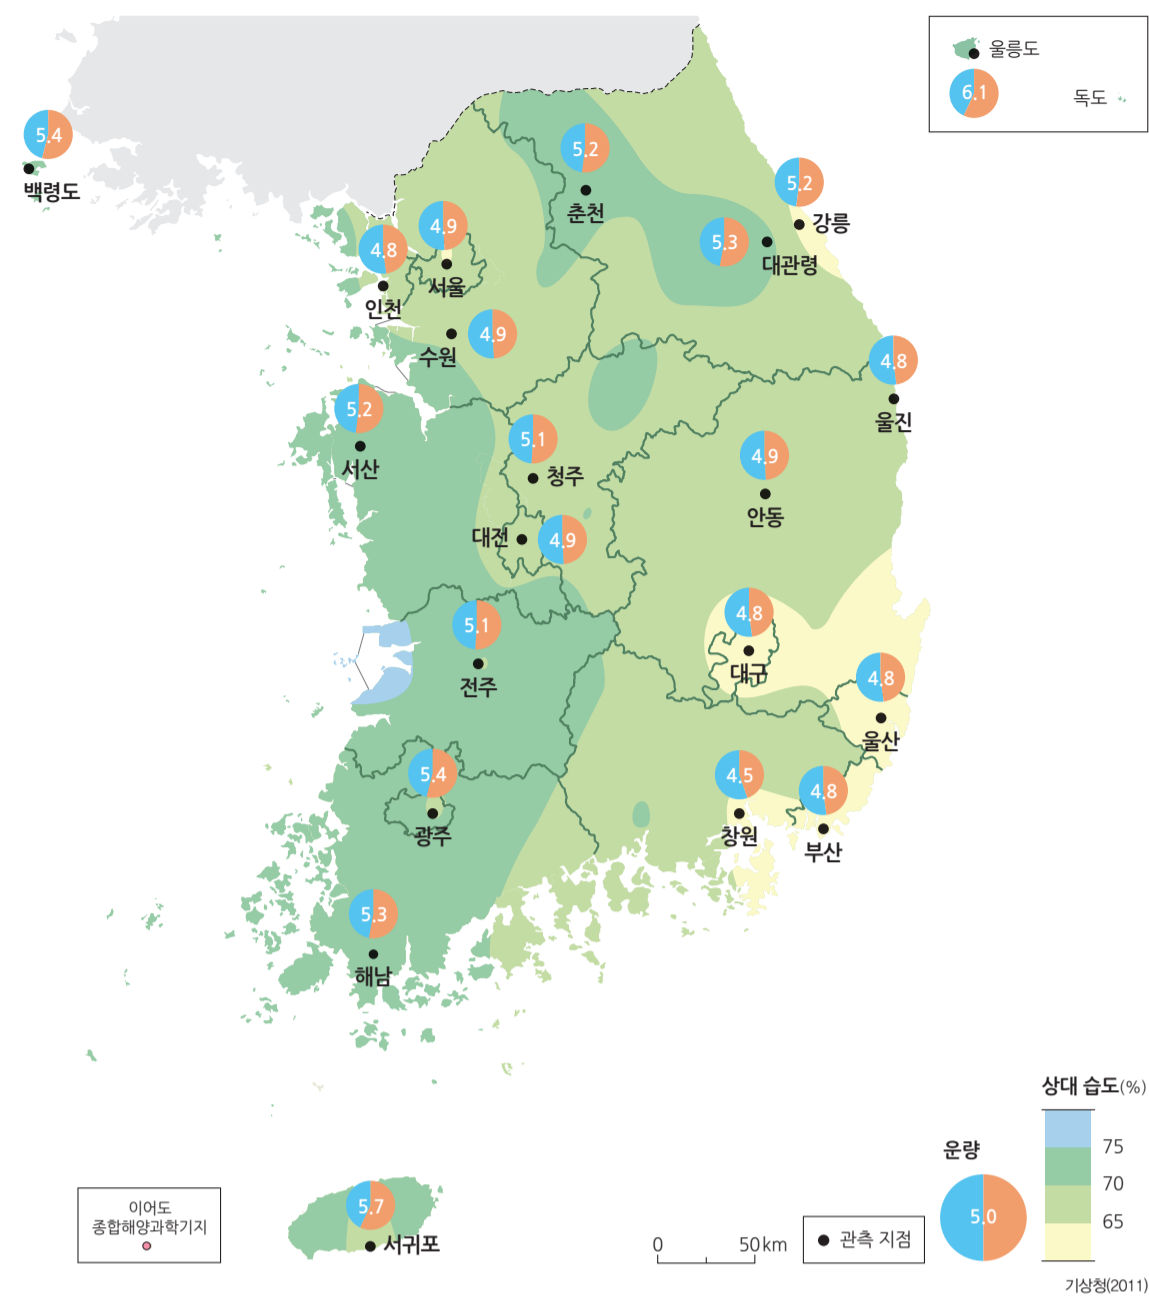 울릉도
6.1
독도
5.4
백령도
5.2
춘천
5.2
강릉
5.3
대관령
4.9
서울
4.8
인천
4.9
수원
4.8
울진
5.2
서산
5.1
청주
4.9
안동
대전
4.9
4.8
대구
5.1
전주
4.8
울산
5.4
광주
4.5
창원
4.8
부산
5.3
해남
5.7
서귀포
이어도
종합해양과학기지
0 50km
관측 지점
운량
5.0
상대 습도(%)
75
70
65
기상청(2011)